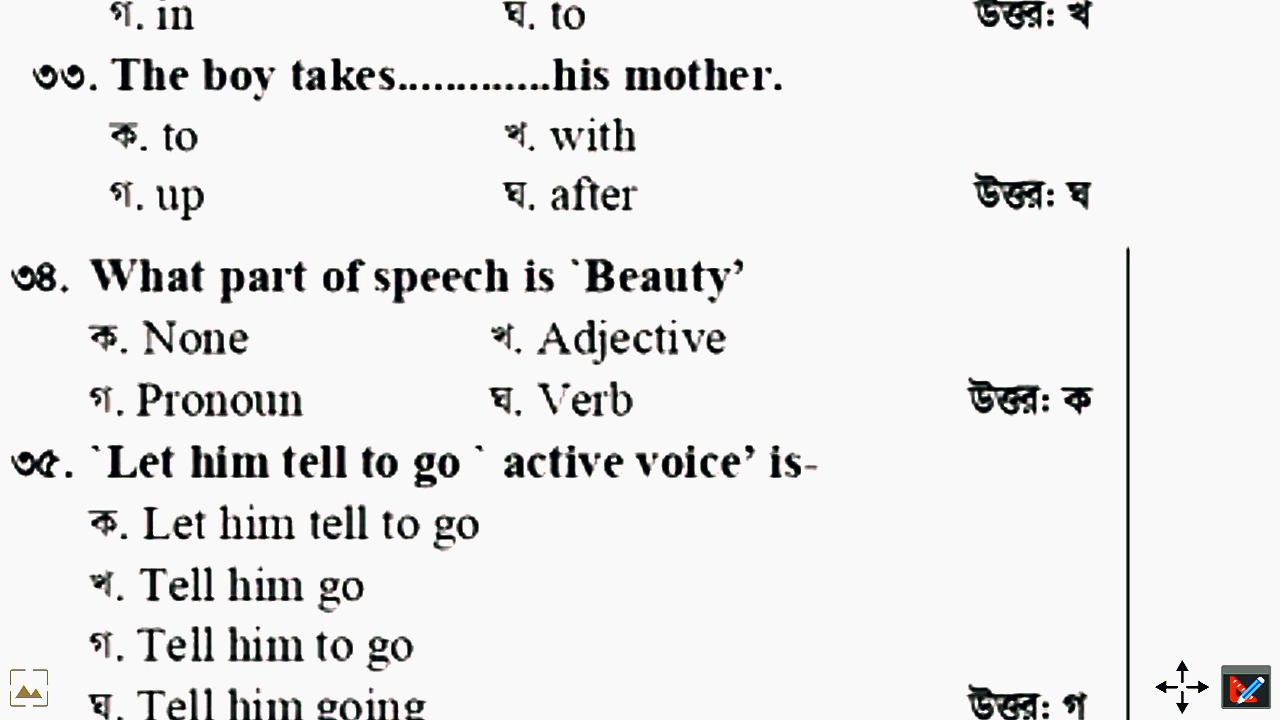 গ. in ঘ. to উত্তর: খ
৩৩. The boy takes.............his mother.
ক. to খ. with
গ. up ঘ. after উত্তর: ঘ
৩৪. What part of speech is `Beauty’
ক. None খ. Adjective
গ. Pronoun ঘ. Verb উত্তর: ক
৩৫. `Let him tell to go ` active voice’ is-
ক. Let him tell to go
খ. Tell him go
গ. Tell him to go
ঘ. Tell him going উত্তর: গ